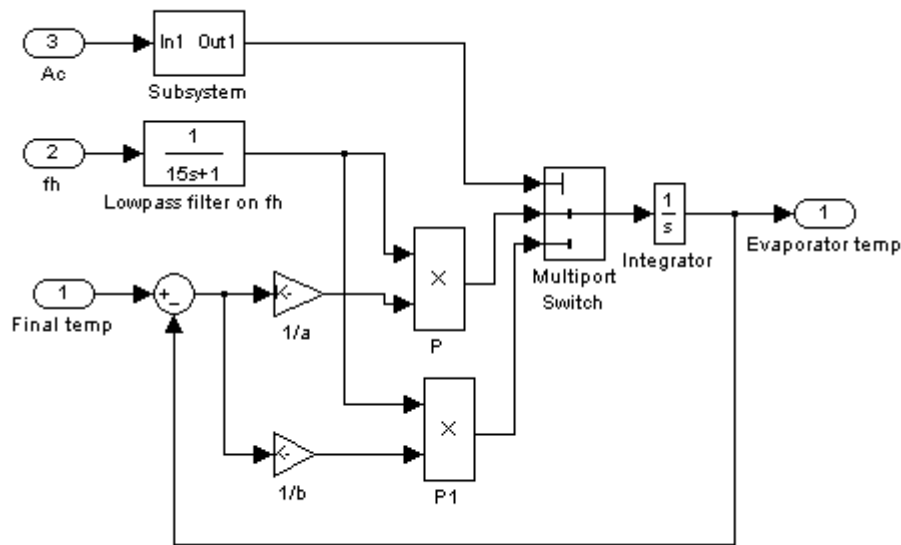 3
Ac
In1 Out1
Subsystem
2
fh
1
15s+1
Lowpass filter on fh
1
Final temp
+
−
<-
1/a
×
P
<-
1/b
×
P1
Multiport
Switch
1
s
Integrator
1
Evaporator temp